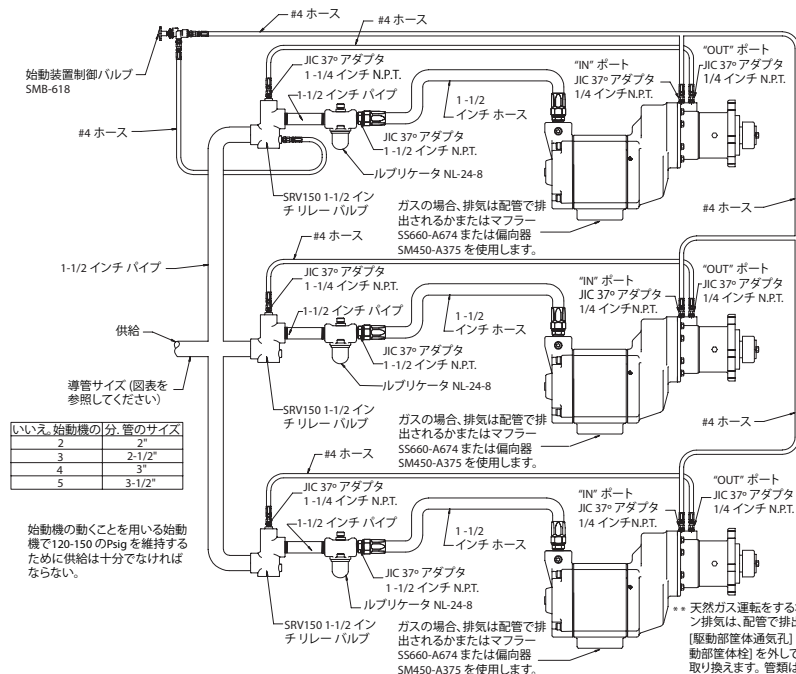 #4 ホース
#4 ホース
始動装置制御バルブ
SMB-618
JIC 37º アダプタ
1 -1/4 インチ N.P.T.
1-1/2 インチ パイプ
1 -1/2
インチ ホース
“IN” ポート
JIC 37º アダプタ
1/4 インチN.P.T.
“OUT” ポート
JIC 37º アダプタ
1/4 インチ N.P.T.
#4 ホース
JIC 37º アダプタ
1 -1/2 インチ N.P.T.
ルブリケータ NL-24-8
SRV150 1-1/2 イン
チ リレー バルブ
ガスの場合、排気は配管で排
出されるかまたはマフラー
SS660-A674 または偏向器
SM450-A375 を使用します。
#4 ホース
#4 ホース
1-1/2 インチ パイプ
JIC 37º アダプタ
1 -1/4 インチ N.P.T.
1-1/2 インチ パイプ
1 -1/2
インチ ホース
“IN” ポート
JIC 37º アダプタ
1/4 インチN.P.T.
“OUT” ポート
JIC 37º アダプタ
1/4 インチ N.P.T.
供給
導管サイズ (図表を
参照してください)
JIC 37º アダプタ
1 -1/2 インチ N.P.T.
ルブリケータ NL-24-8
SRV150 1-1/2 イン
チ リレー バルブ
ガスの場合、排気は配管で排
出されるかまたはマフラー
SS660-A674 または偏向器
SM450-A375 を使用します。
#4 ホース
いいえ。始動機の 分. 管のサイズ
2 2"
3 2-1/2"
4 3"
5 3-1/2"
#4 ホース
JIC 37º アダプタ
1 -1/4 インチ N.P.T.
1-1/2 インチ パイプ
1 -1/2
インチ ホース
“IN” ポート
JIC 37º アダプタ
1/4 インチN.P.T.
“OUT” ポート
JIC 37º アダプタ
1/4 インチ N.P.T.
始動機の動くことを用いる始動
機で120-150 のPsig を維持する
ために供給は十分でなければ
ならない。
JIC 37º アダプタ
1 -1/2 インチ N.P.T.
ルブリケータ NL-24-8
SRV150 1-1/2 イン
チ リレー バルブ
ガスの場合、排気は配管で排
出されるかまたはマフラー
SS660-A674 または偏向器
SM450-A375 を使用します。
** 天然ガス運転をする
ン排気は、配管で排出
[駆動部筐体通気孔]
動部筐体栓] を外して
取り換えます。管類は